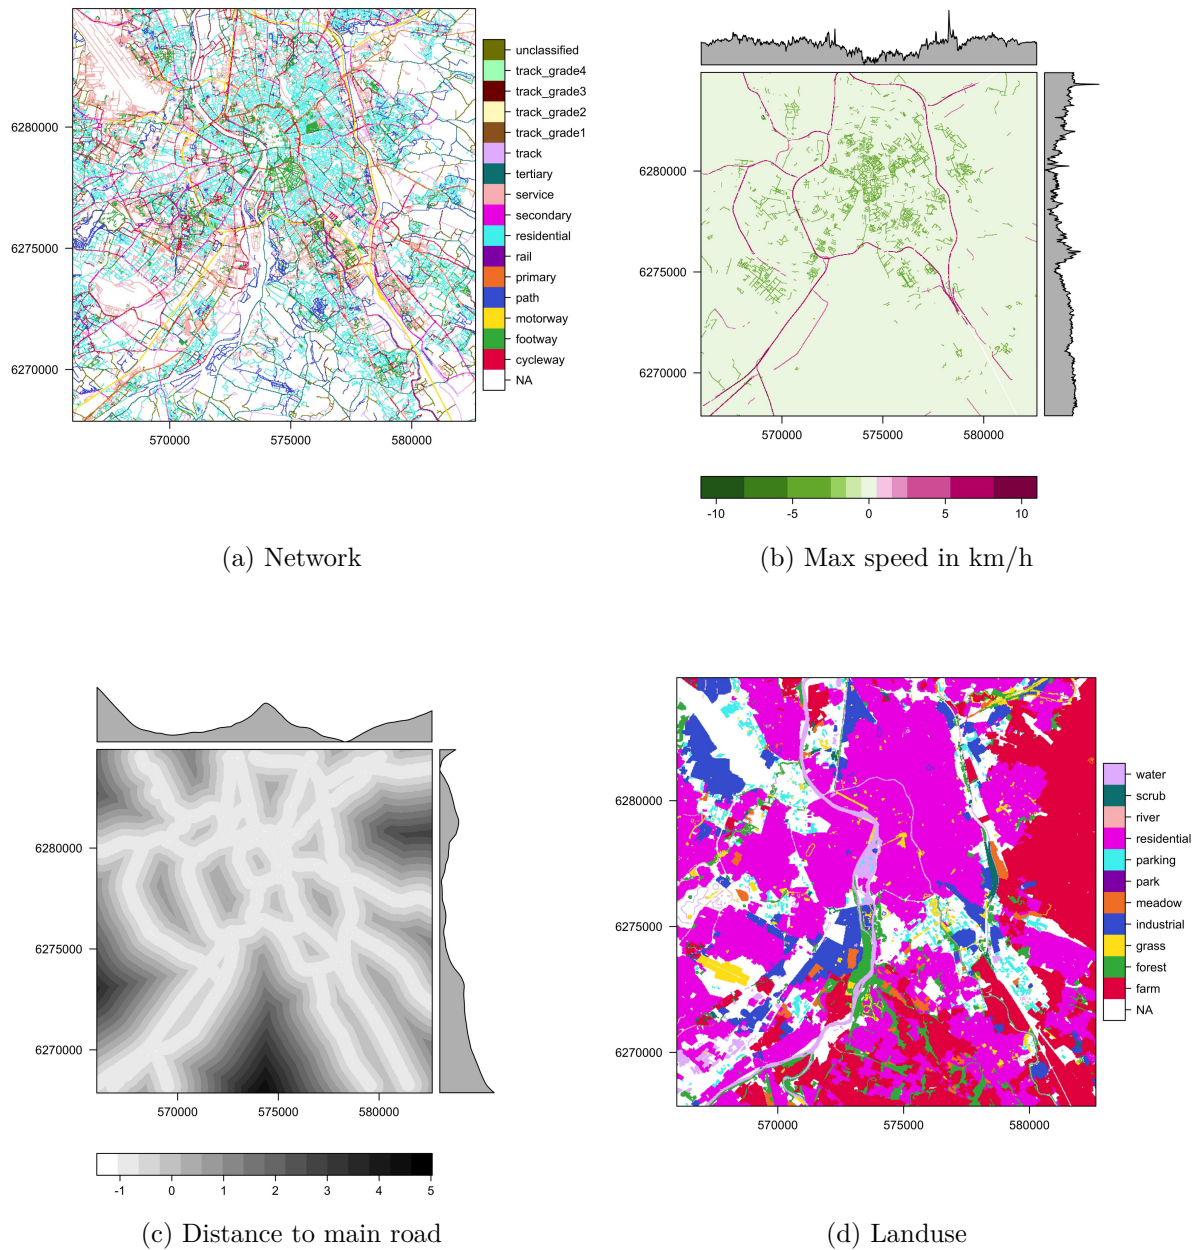 unclassified
track_grade4
track_grade3
track_grade2
track_grade1
track
tertiary
service
secondary
residential
rail
primary
path
motorway
footway
cycleway
NA
6280000
6275000
6270000
570000 575000 580000
(a) Network
6280000
6275000
6270000
570000 575000 580000
-10 -5 0 5 10
(b) Max speed in km/h
6280000
6275000
6270000
570000 575000 580000
-1 0 1 2 3 4 5
(c) Distance to main road
water
scrub
river
residential
parking
park
meadow
industrial
grass
forest
farm
NA
6280000
6275000
6270000
570000 575000 580000
(d) Landuse